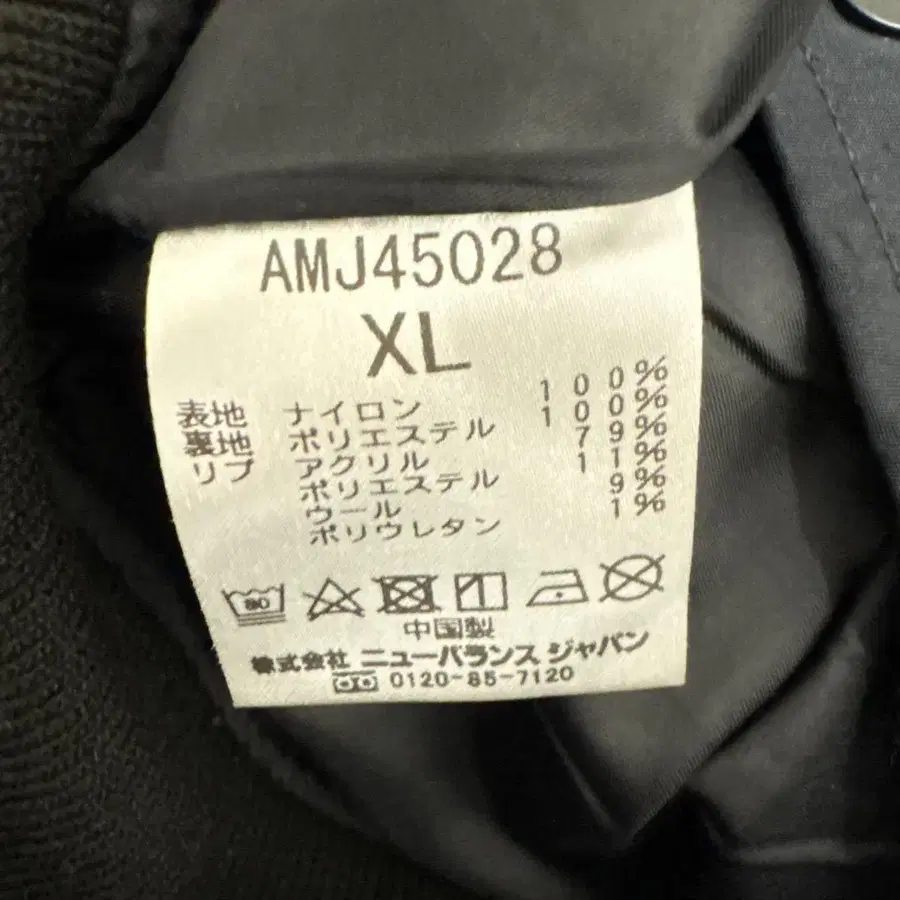 AMJ45028
XL
表地 ナイロン 100%
裏地 ポリエステル 100%
リブ アクリル 79%
ポリエステル 11%
ウール 9%
ポリウレタン 1%
中国製
株式会社 ニューバランス ジャパン
0120-85-7120